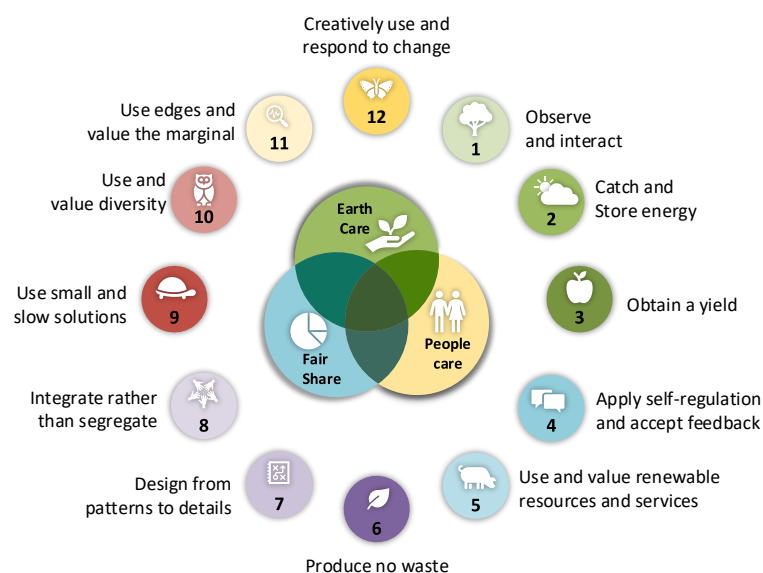 Creatively use and
respond to change
12
Observe
and interact
1
Catch and
Store energy
2
Obtain a yield
3
Apply self-regulation
and accept feedback
4
Use and value renewable
resources and services
5
Produce no waste
6
Design from
patterns to details
7
Integrate rather
than segregate
8
Use small and
slow solutions
9
Use and
value diversity
10
Use edges and
value the marginal
11
Earth
Care
People
care
Fair
Share